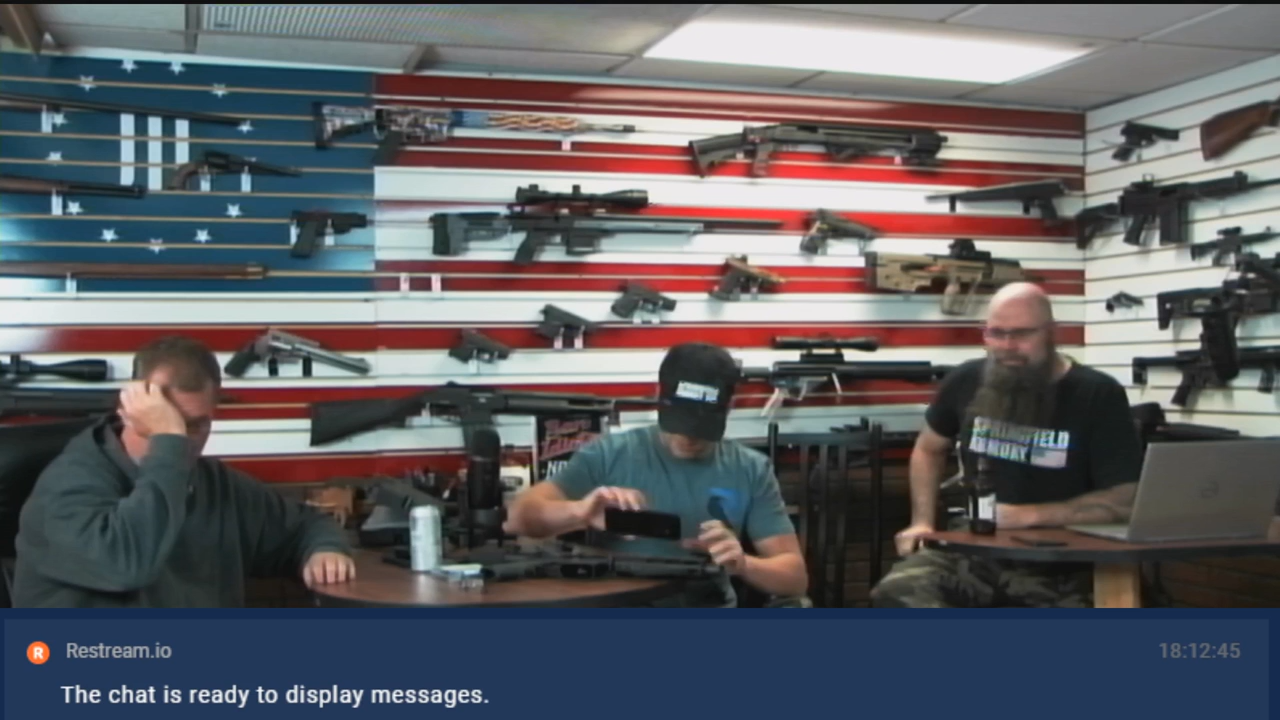 SPRINGFIELD
ARMORY
Restream.io
18:12:45
The chat is ready to display messages.